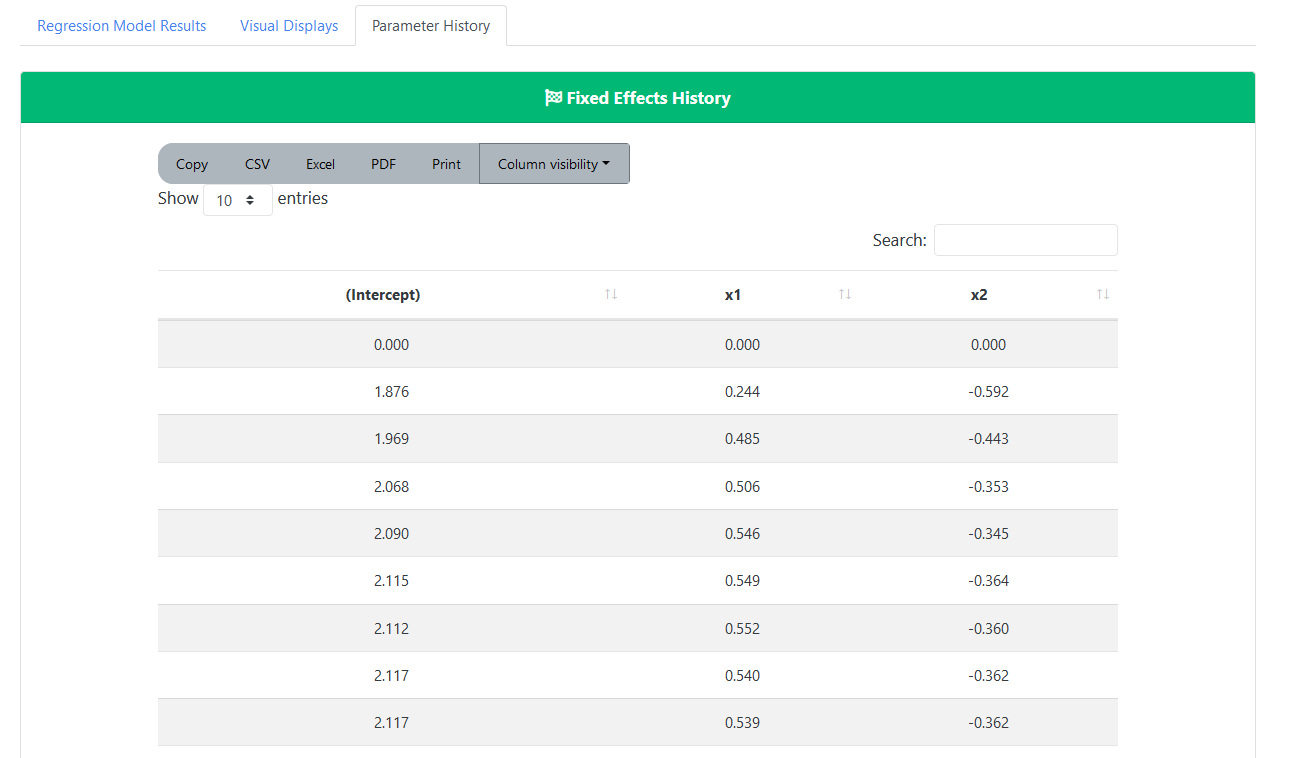 Regression Model Results Visual Displays Parameter History
Fixed Effects History
Copy CSV Excel PDF Print Column visibility
Show 10 entries
Search:
(Intercept) x1 x2
0.000 0.000 0.000
1.876 0.244 -0.592
1.969 0.485 -0.443
2.068 0.506 -0.353
2.090 0.546 -0.345
2.115 0.549 -0.364
2.112 0.552 -0.360
2.117 0.540 -0.362
2.117 0.539 -0.362